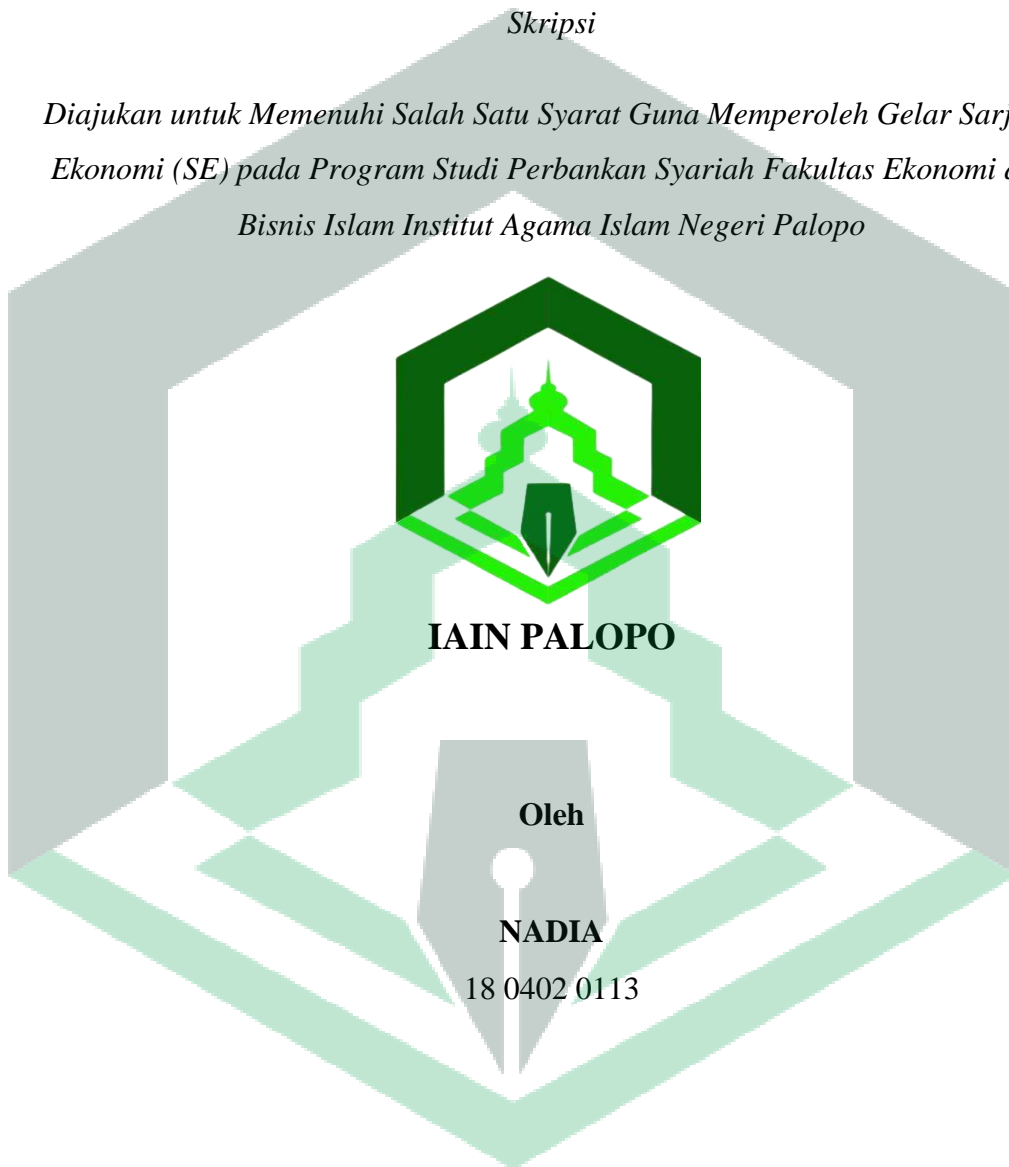 Skripsi
Diajukan untuk Memenuhi Salah Satu Syarat Guna Memperoleh Gelar
Ekonomi (SE) pada Program Studi Perbankan Syariah Fakultas Ekonomi
Bisnis Islam Institut Agama Islam Negeri Palopo
IAIN PALOPO
Oleh
NADIA
18 0402 0113